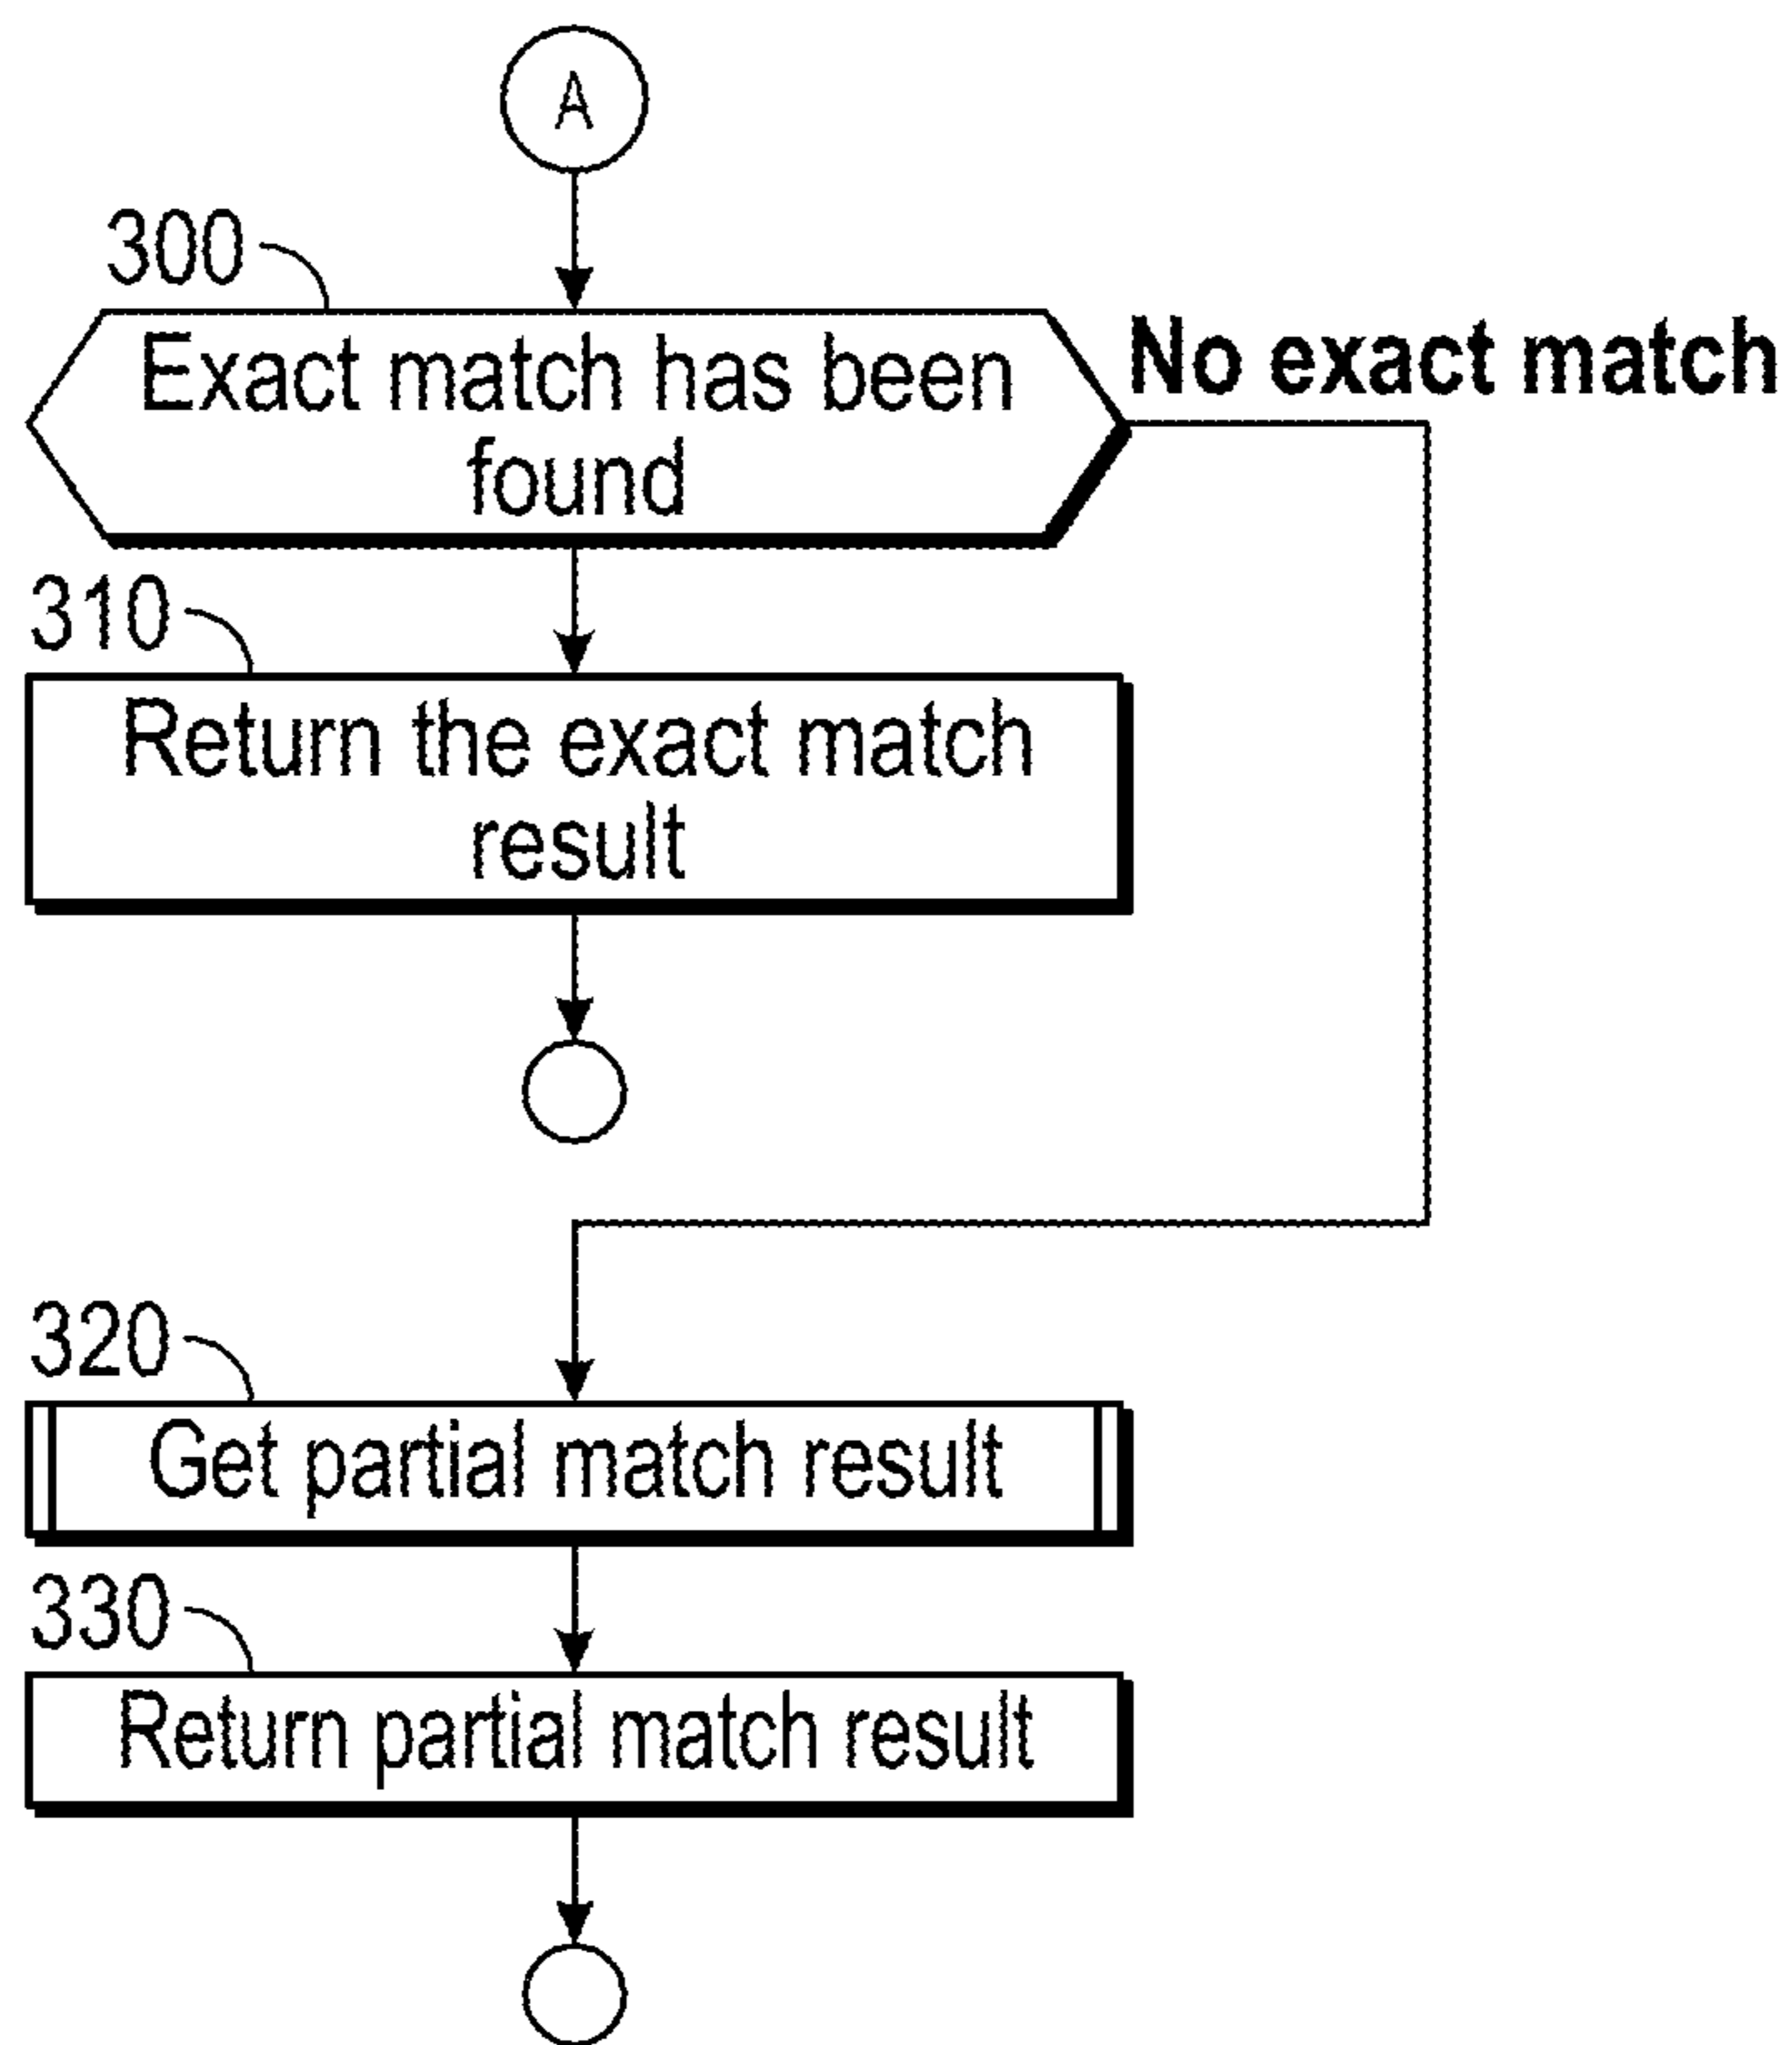 A
300
Exact match has been
found
No exact match
310
Return the exact match
result
320
Get partial match result
330
Return partial match result